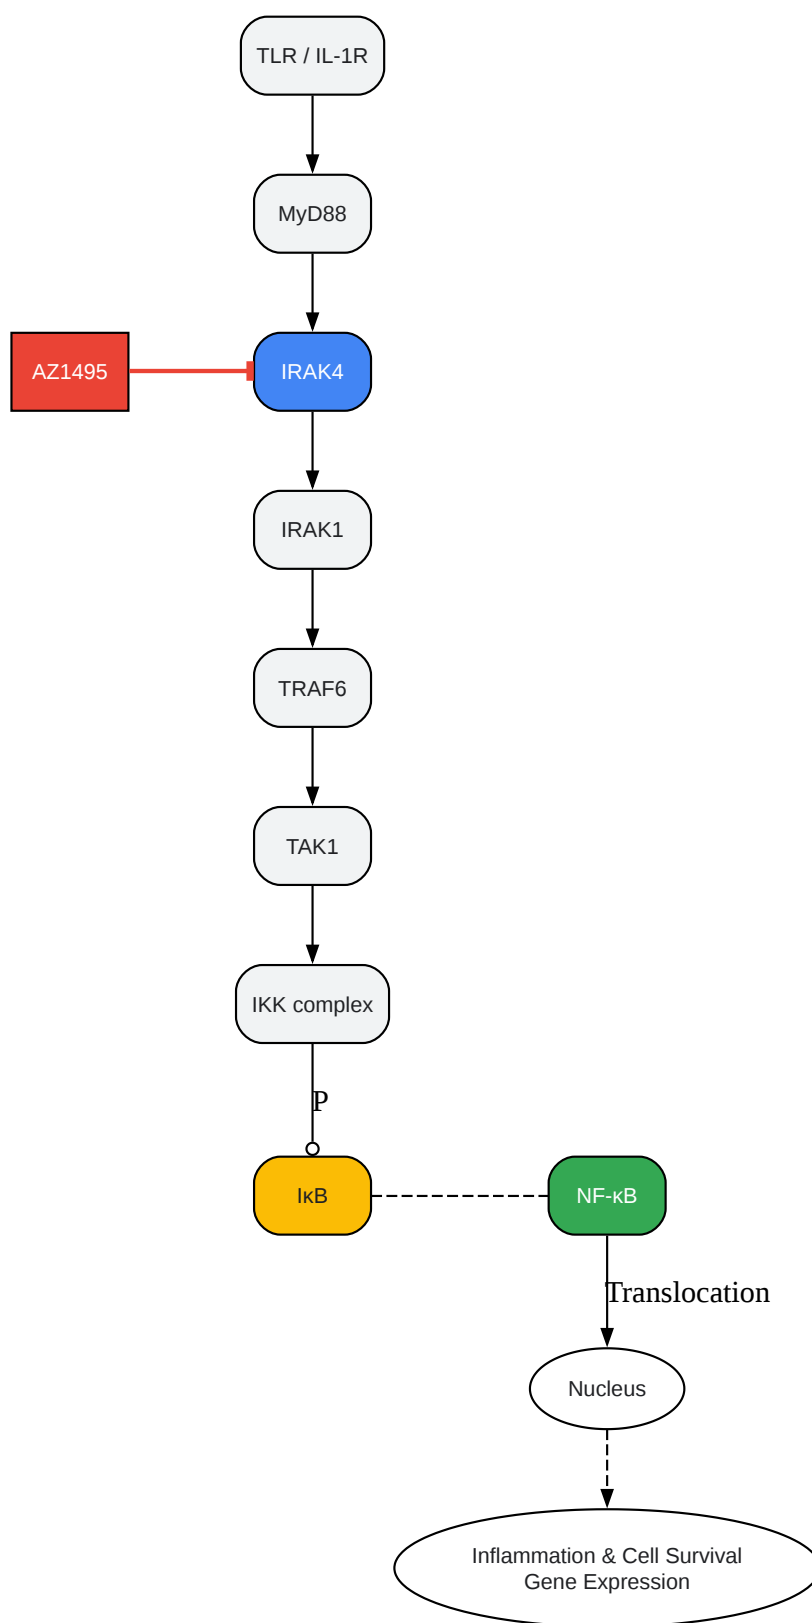 TLR / IL-1R
MyD88
AZ1495
IRAK4
IRAK1
TRAF6
TAK1
IKK complex
P
IκB
NF-κB
Translocation
Nucleus
Inflammation & Cell Survival
Gene Expression